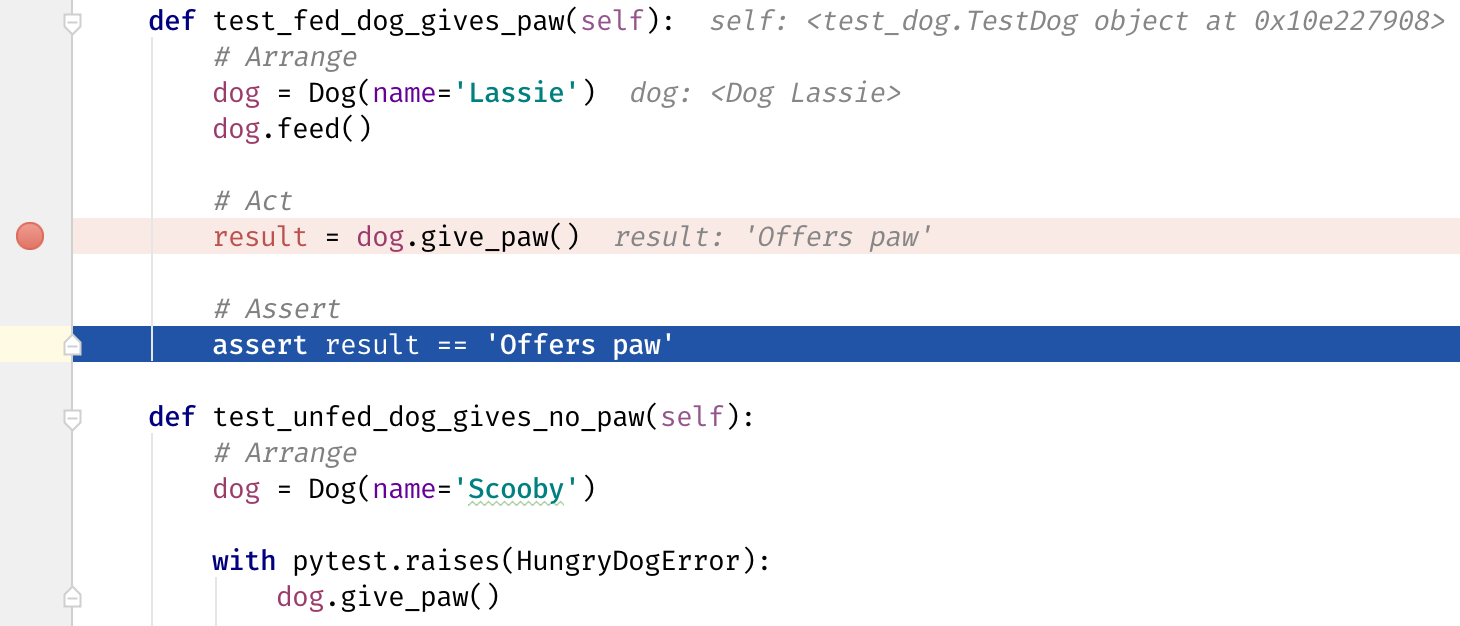 def test_fed_dog_gives_paw(self):  self: <test_dog.TestDog object at 0x10e227908>
# Arrange
dog = Dog(name='Lassie')  dog: <Dog Lassie>
dog.feed()
# Act
result = dog.give_paw()  result: 'Offers paw'
# Assert
assert result == 'Offers paw'
def test_unfed_dog_gives_no_paw(self):
# Arrange
dog = Dog(name='Scooby')
with pytest.raises(HungryDogError):
dog.give_paw()